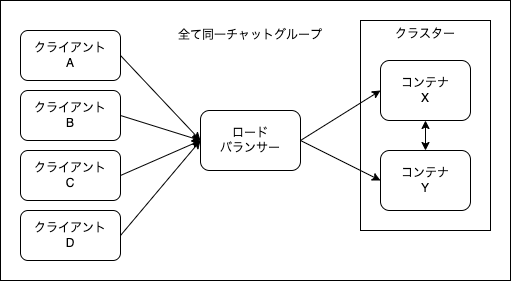 全て同一チャットグループ
クライアント
A
クライアント
B
クライアント
C
クライアント
D
ロード
バランサー
クラスター
コンテナ
X
コンテナ
Y